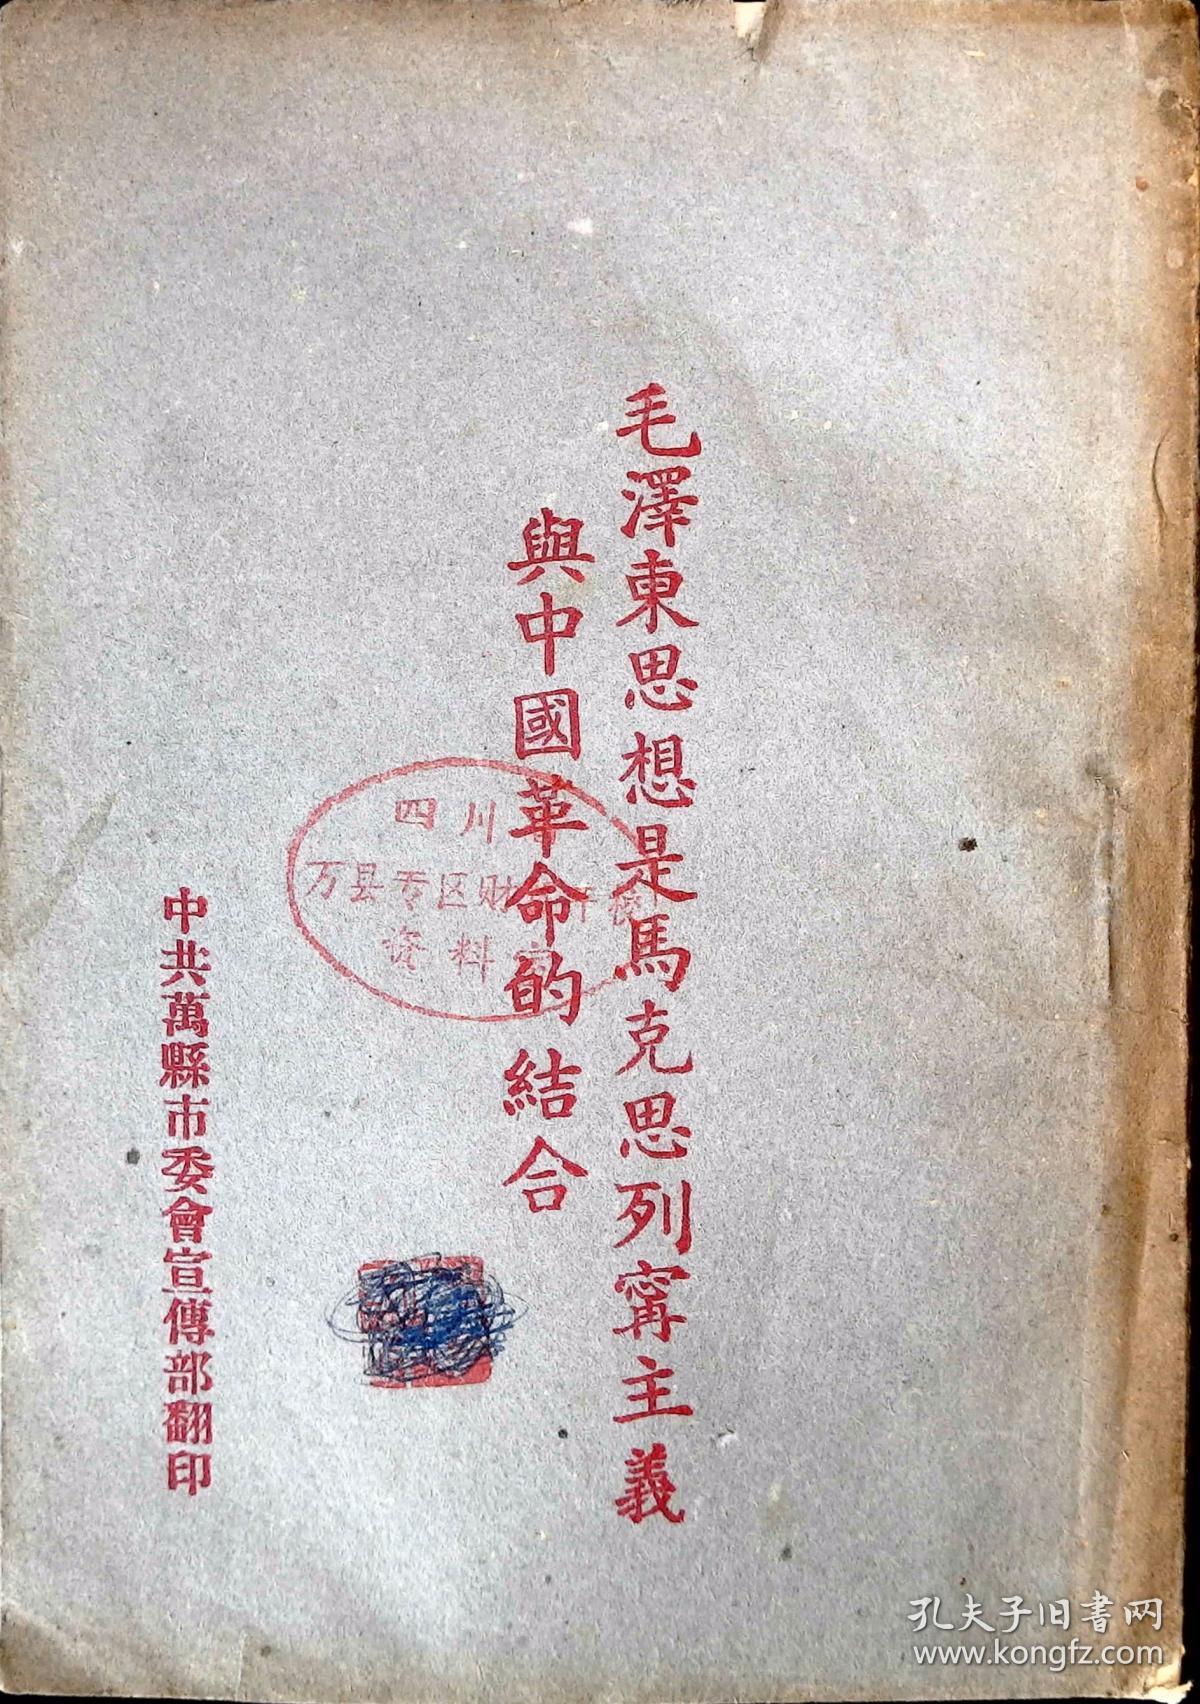 毛澤東思想是馬克思列寧主義
與中國革命的結合
四川
万县专区财
资料
中共萬縣市委會宣傳部翻印
孔夫子旧書网
www.kongfz.com